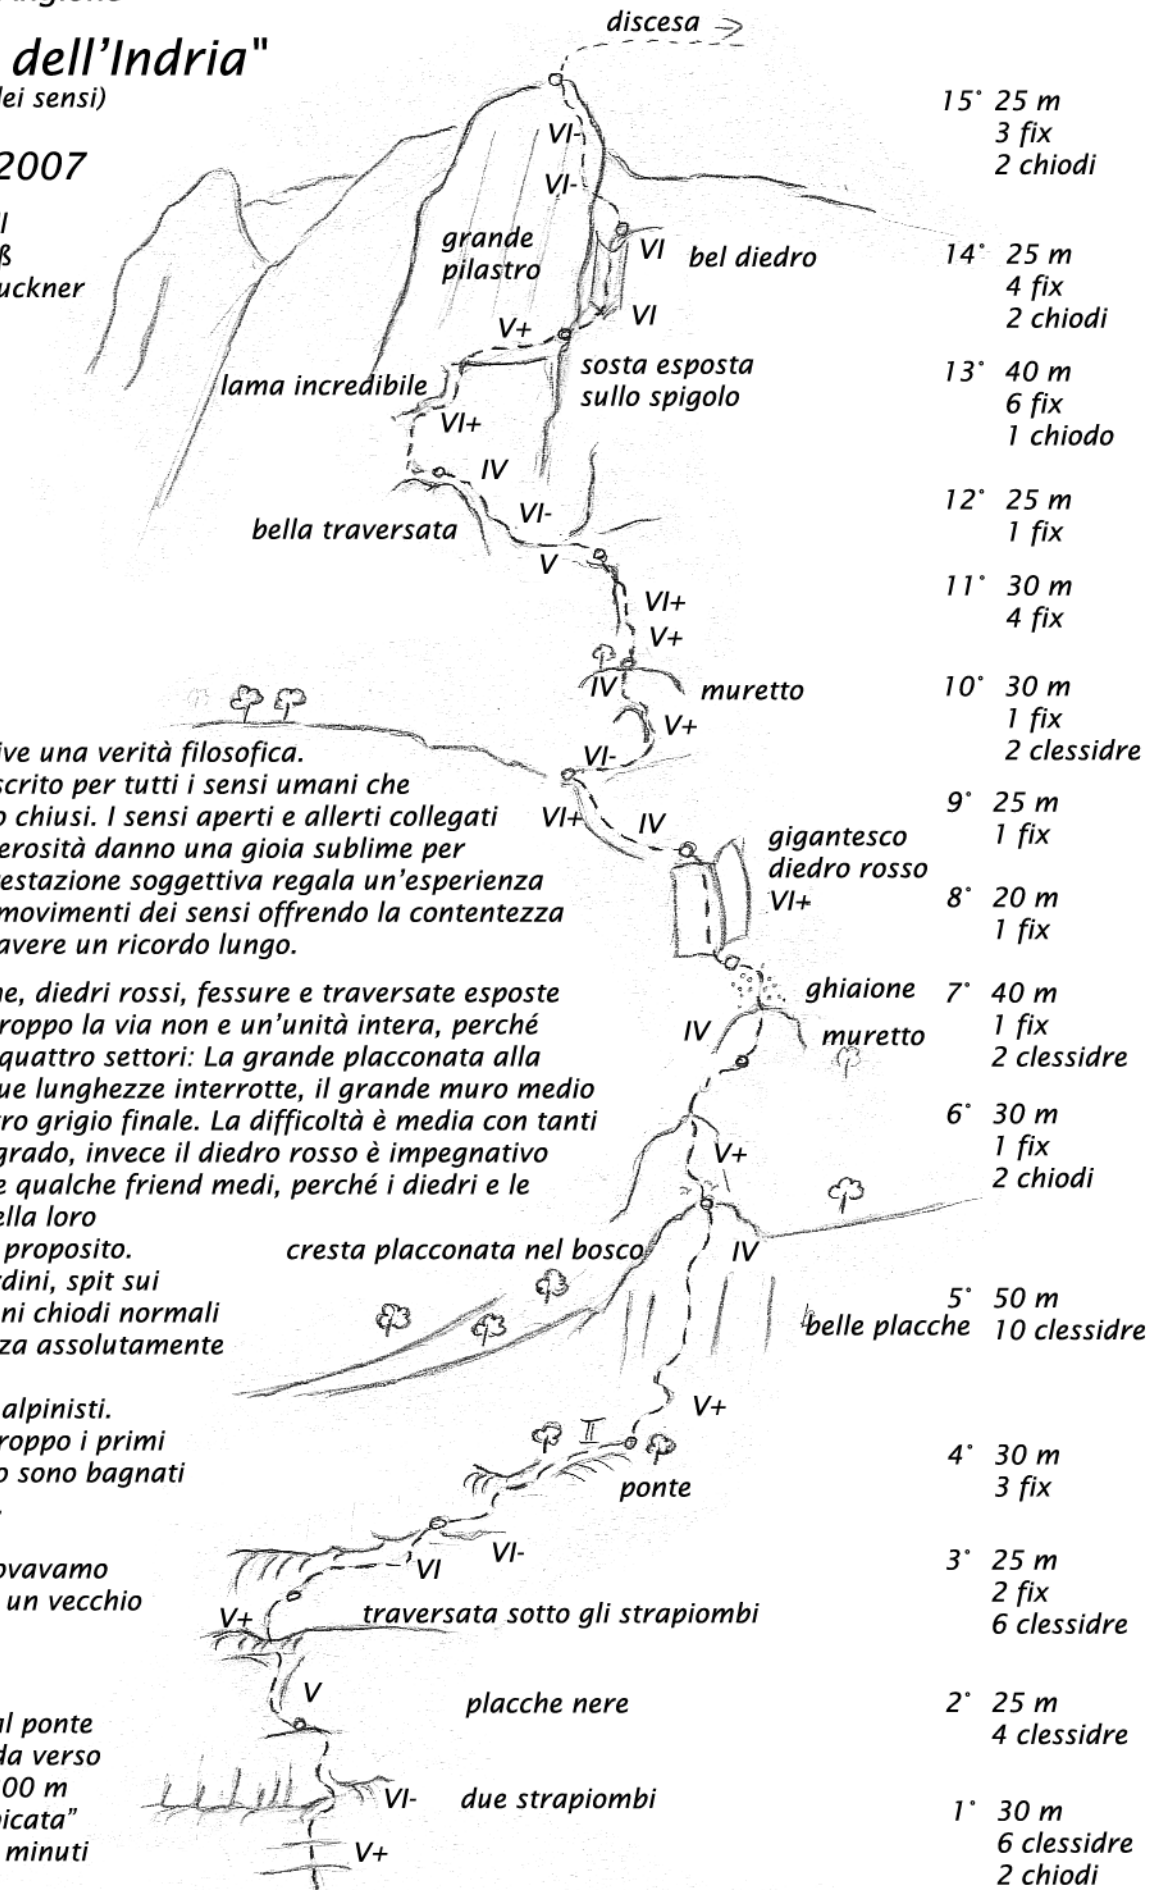 dell'Indria"
dei sensi)
2007
discesa
VI-
VI-
grande
pilastro
VI
bel diedro
VI
V+
sosta esposta
sullo spigolo
lama incredibile
VI+
IV
VI-
bella traversata
V
VI+
V+
IV
muretto
V+
VI-
VI+
IV
gigantesco
diedro rosso
VI+
ghiaione
IV
muretto
V+
cresta placconata nel bosco
IV
belle placche
V+
II
ponte
VI-
VI
V+
traversata sotto gli strapiombi
V
placche nere
VI-
due strapiombi
V+
15° 25 m
3 fix
2 chiodi
14° 25 m
4 fix
2 chiodi
13° 40 m
6 fix
1 chiodo
12° 25 m
1 fix
11° 30 m
4 fix
10° 30 m
1 fix
2 clessidre
9° 25 m
1 fix
8° 20 m
1 fix
7° 40 m
1 fix
2 clessidre
6° 30 m
1 fix
2 chiodi
5° 50 m
10 clessidre
4° 30 m
3 fix
3° 25 m
2 fix
6 clessidre
2° 25 m
4 clessidre
1° 30 m
6 clessidre
2 chiodi
uckner
ive una verità filosofica.
scrito per tutti i sensi umani che
o chiusi. I sensi aperti e allerti collegati
erosità danno una gioia sublime per
restazione soggettiva regala un'esperienza
movimenti dei sensi offrendo la contentezza
avere un ricordo lungo.
ne, diedri rossi, fessure e traversate esposte
roppo la via non e un'unità intera, perché
quattro settori: La grande placconata alla
ue lunghezze interrotte, il grande muro medio
tro grigio finale. La difficoltà è media con tanti
grado, invece il diedro rosso è impegnativo
e qualche friend medi, perché i diedri e le
ella loro
proposito.
rdini, spit sui
ni chiodi normali
za assolutamente
alpinisti.
roppo i primi
o sono bagnati
ovavamo
un vecchio
al ponte
da verso
00 m
picata"
minuti